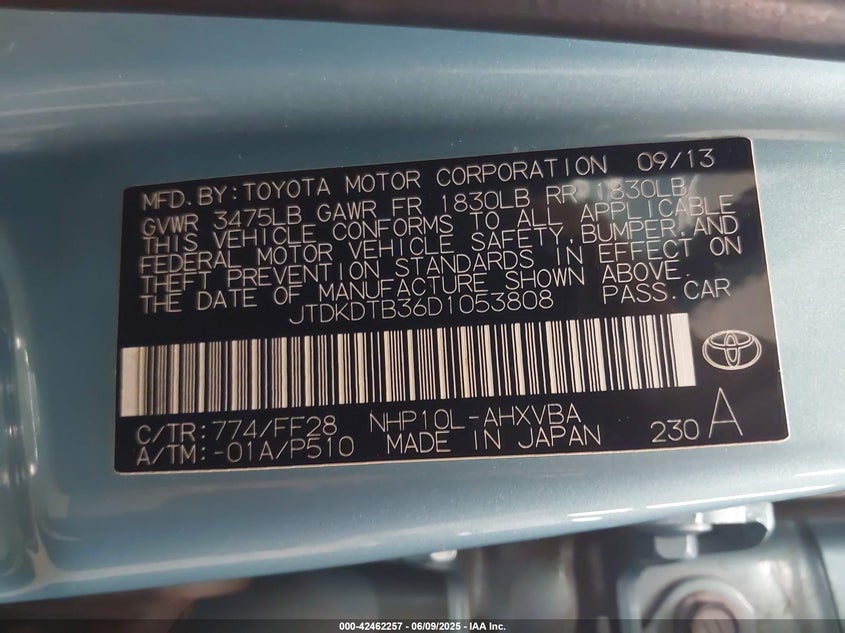 MFD. BY: TOYOTA MOTOR CORPORATION 09/13
GVWR 3475LB GAWR FR 1830LB RR 1830LB
THIS VEHICLE CONFORMS TO ALL APPLICABLE
FEDERAL MOTOR VEHICLE SAFETY, BUMPER, AND
THEFT PREVENTION STANDARDS IN EFFECT ON
THE DATE OF MANUFACTURE SHOWN ABOVE.
JTDKDTB36D1053808 PASS. CAR
C/TR: 774/FF28 NHP10L-AHXVBA
A/TM: -01A/P510 MADE IN JAPAN 230 A
000-42462257 - 06/09/2025 - IAA Inc.